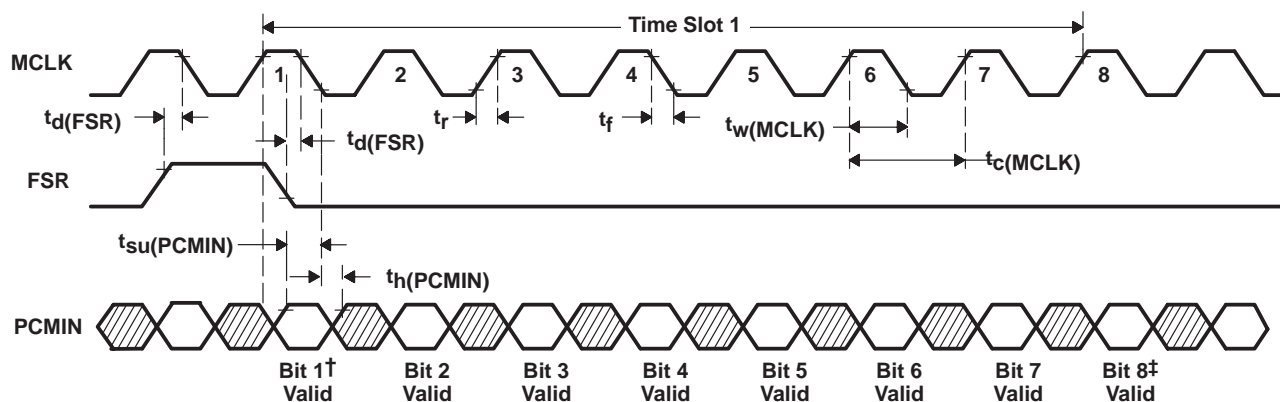 Time Slot 1
MCLK
1 2 3 4 5 6 7 8
td(FSR)
td(FSR)
tr
tf
tw(MCLK)
tc(MCLK)
FSR
tsu(PCMIN)
th(PCMIN)
PCMIN
Bit 1† Bit 2 Bit 3 Bit 4 Bit 5 Bit 6 Bit 7 Bit 8‡
Valid Valid Valid Valid Valid Valid Valid Valid